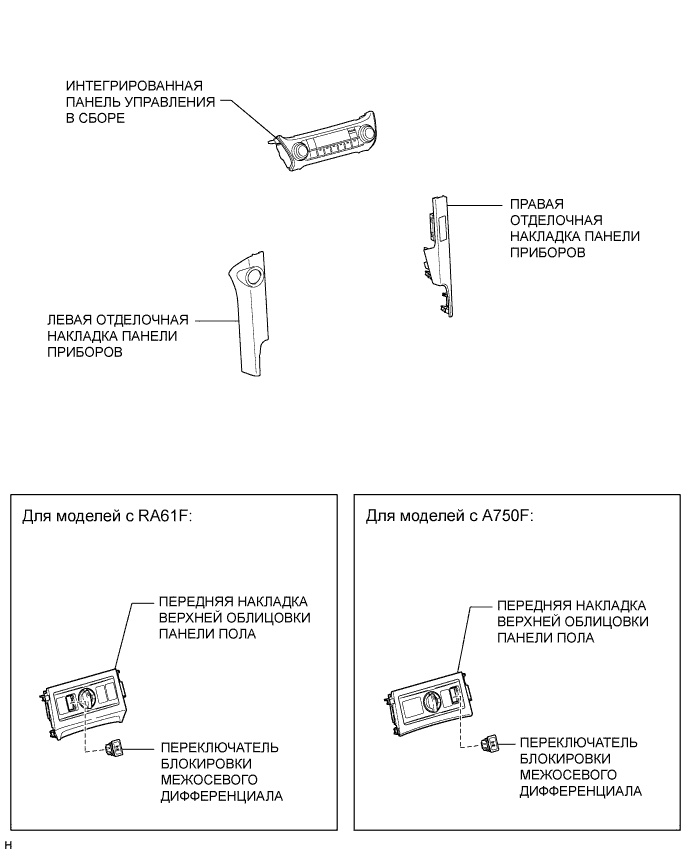 ИНТЕГРИРОВАННАЯ
ПАНЕЛЬ УПРАВЛЕНИЯ
В СБОРЕ
ПРАВАЯ
ОТДЕЛОЧНАЯ
НАКЛАДКА ПАНЕЛИ
ПРИБОРОВ
ЛЕВАЯ ОТДЕЛОЧНАЯ
НАКЛАДКА ПАНЕЛИ
ПРИБОРОВ
Для моделей с RA61F:
ПЕРЕДНЯЯ НАКЛАДКА
ВЕРХНЕЙ ОБЛИЦОВКИ
ПАНЕЛИ ПОЛА
ПЕРЕКЛЮЧАТЕЛЬ
БЛОКИРОВКИ
МЕЖОСЕВОГО
ДИФФЕРЕНЦИАЛА
Для моделей с A750F:
ПЕРЕДНЯЯ НАКЛАДКА
ВЕРХНЕЙ ОБЛИЦОВКИ
ПАНЕЛИ ПОЛА
ПЕРЕКЛЮЧАТЕЛЬ
БЛОКИРОВКИ
МЕЖОСЕВОГО
ДИФФЕРЕНЦИАЛА
H